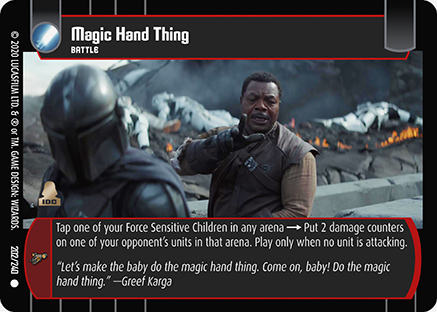 Magic Hand Thing
BATTLE
© 2020 LUCASFILM LTD. & ® or TM. GAME DESIGN: WIZARDS.
202/240
IDC
Tap one of your Force Sensitive Children in any arena → Put 2 damage counters
on one of your opponent's units in that arena. Play only when no unit is attacking.
"Let's make the baby do the magic hand thing. Come on, baby! Do the magic
hand thing." —Greef Karga